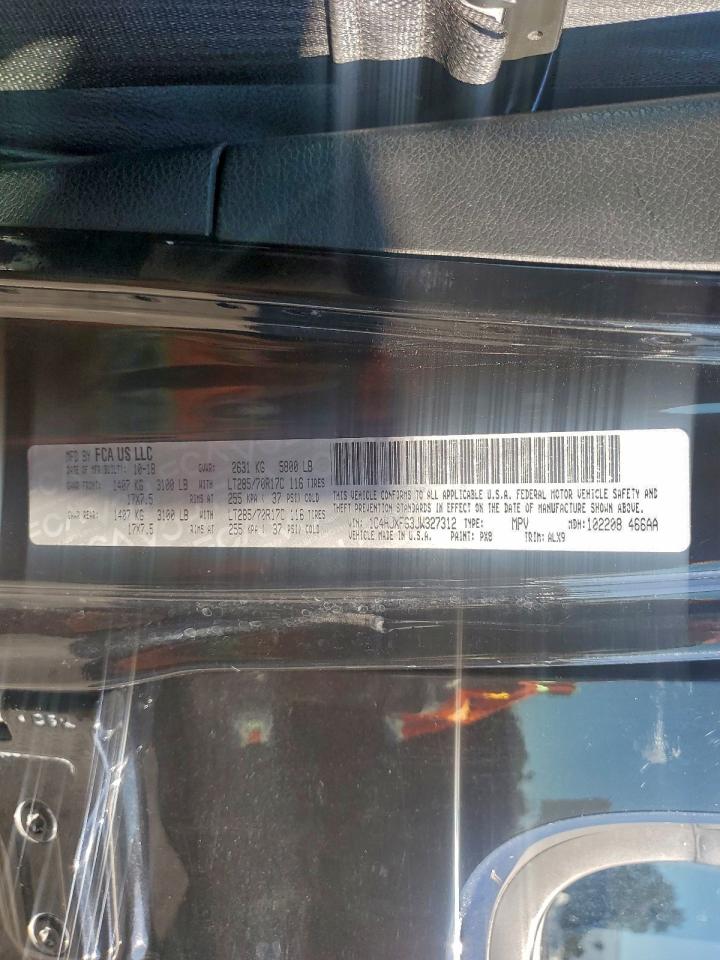 MFD BY FCA US LLC
DATE OF MFR/BUILT: 10-18 GVWR: 2631 KG 5800 LB
GAWR FRONT: 1407 KG 3100 LB WITH LT285/70R17C 116 TIRES
17X7.5 RIMS AT 255 KPA ( 37 PSI) COLD
GAWR REAR: 1407 KG 3100 LB WITH LT285/70R17C 116 TIRES
17X7.5 RIMS AT 255 KPA ( 37 PSI) COLD
THIS VEHICLE CONFORMS TO ALL APPLICABLE U.S.A. FEDERAL MOTOR VEHICLE SAFETY AND
THEFT PREVENTION STANDARDS IN EFFECT ON THE DATE OF MANUFACTURE SHOWN ABOVE.
VIN: 1C4HJXFG3JW327312 TYPE: MPV MDH: 102208 466AA
VEHICLE MADE IN U.S.A. PAINT: PX8 TRIM: ALX9